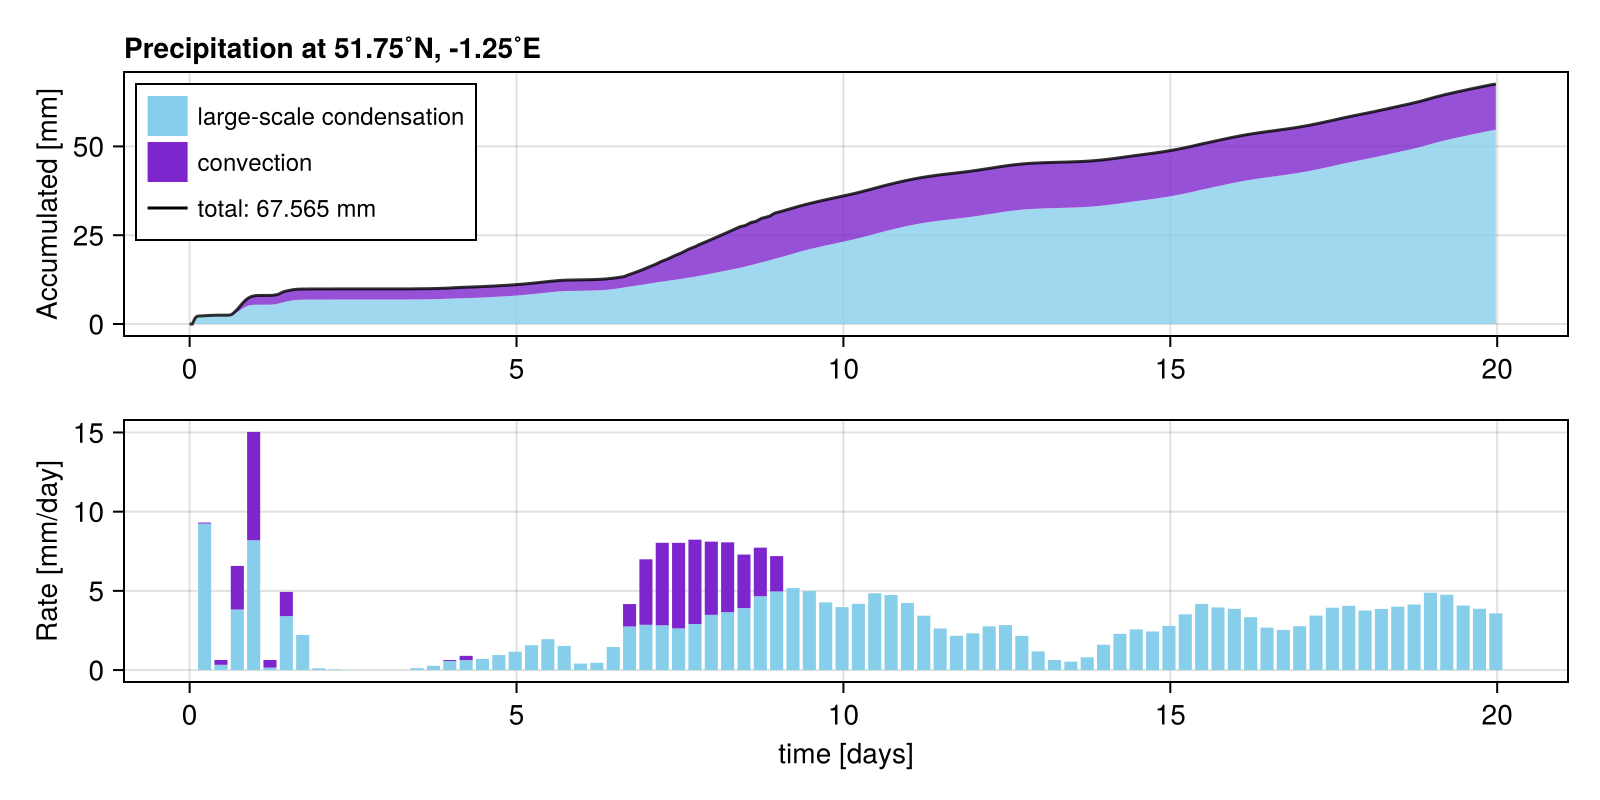 Precipitation at 51.75˚N, -1.25˚E
Accumulated [mm]
50
25
0
large-scale condensation
convection
total: 67.565 mm
0 5 10 15 20
Rate [mm/day]
15
10
5
0
0 5 10 15 20
time [days]